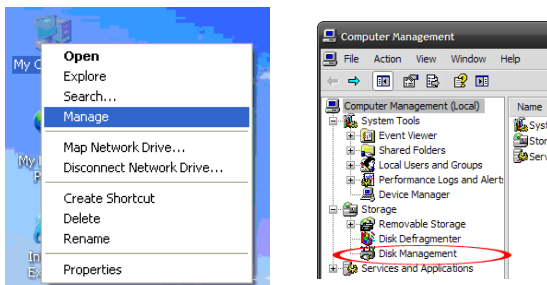 My C
Open
Explore
Search...
Manage
Map Network Drive...
Disconnect Network Drive...
Create Shortcut
Delete
Rename
Properties
My
P
In
Ex
Computer Management
File Action View Window Help
Computer Management (Local)
System Tools
Event Viewer
Shared Folders
Local Users and Groups
Performance Logs and Alerts
Device Manager
Storage
Removable Storage
Disk Defragmenter
Disk Management
Services and Applications
Name
Syst
Stor
Serv